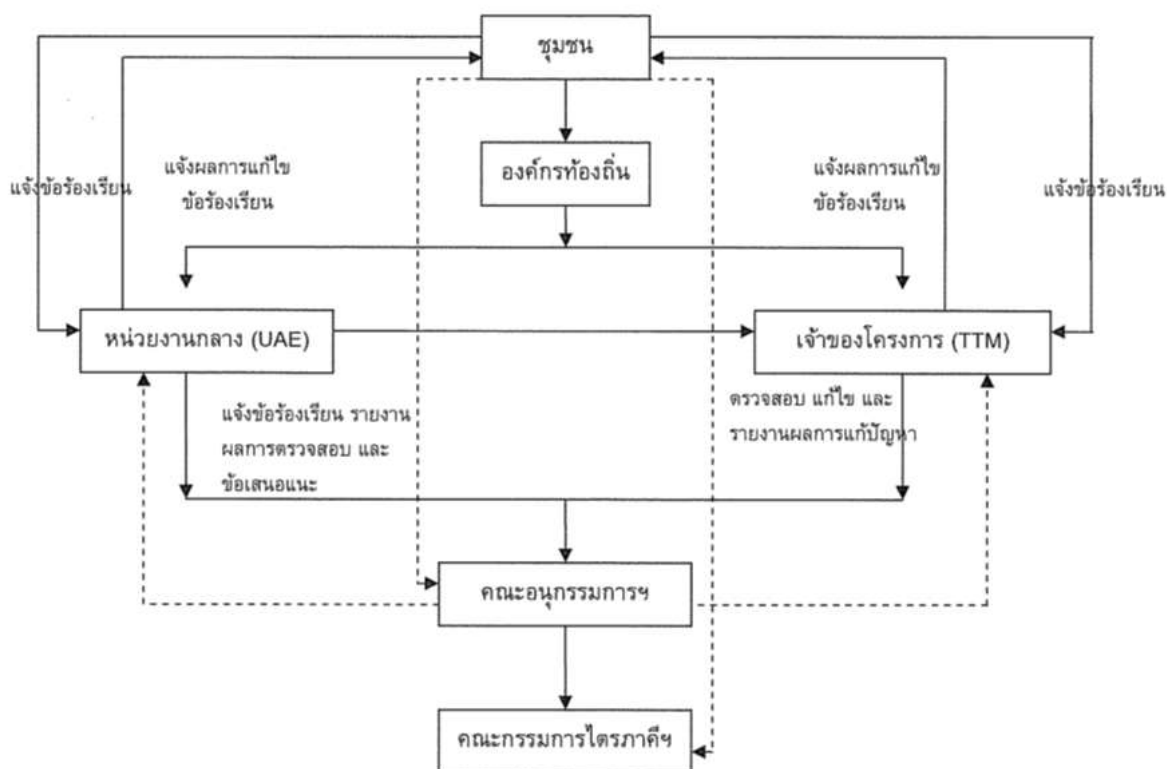 ชุมชน
องค์กรท้องถิ่น
แจ้งข้อร้องเรียน
แจ้งผลการแก้ไข
ข้อร้องเรียน
แจ้งผลการแก้ไข
ข้อร้องเรียน
แจ้งข้อร้องเรียน
หน่วยงานกลาง (UAE)
เจ้าของโครงการ (TTM)
แจ้งข้อร้องเรียน รายงาน
ผลการตรวจสอบ และ
ข้อเสนอแนะ
ตรวจสอบ แก้ไข และ
รายงานผลการแก้ปัญหา
คณะอนุกรรมการฯ
คณะกรรมการไตรภาคีฯ